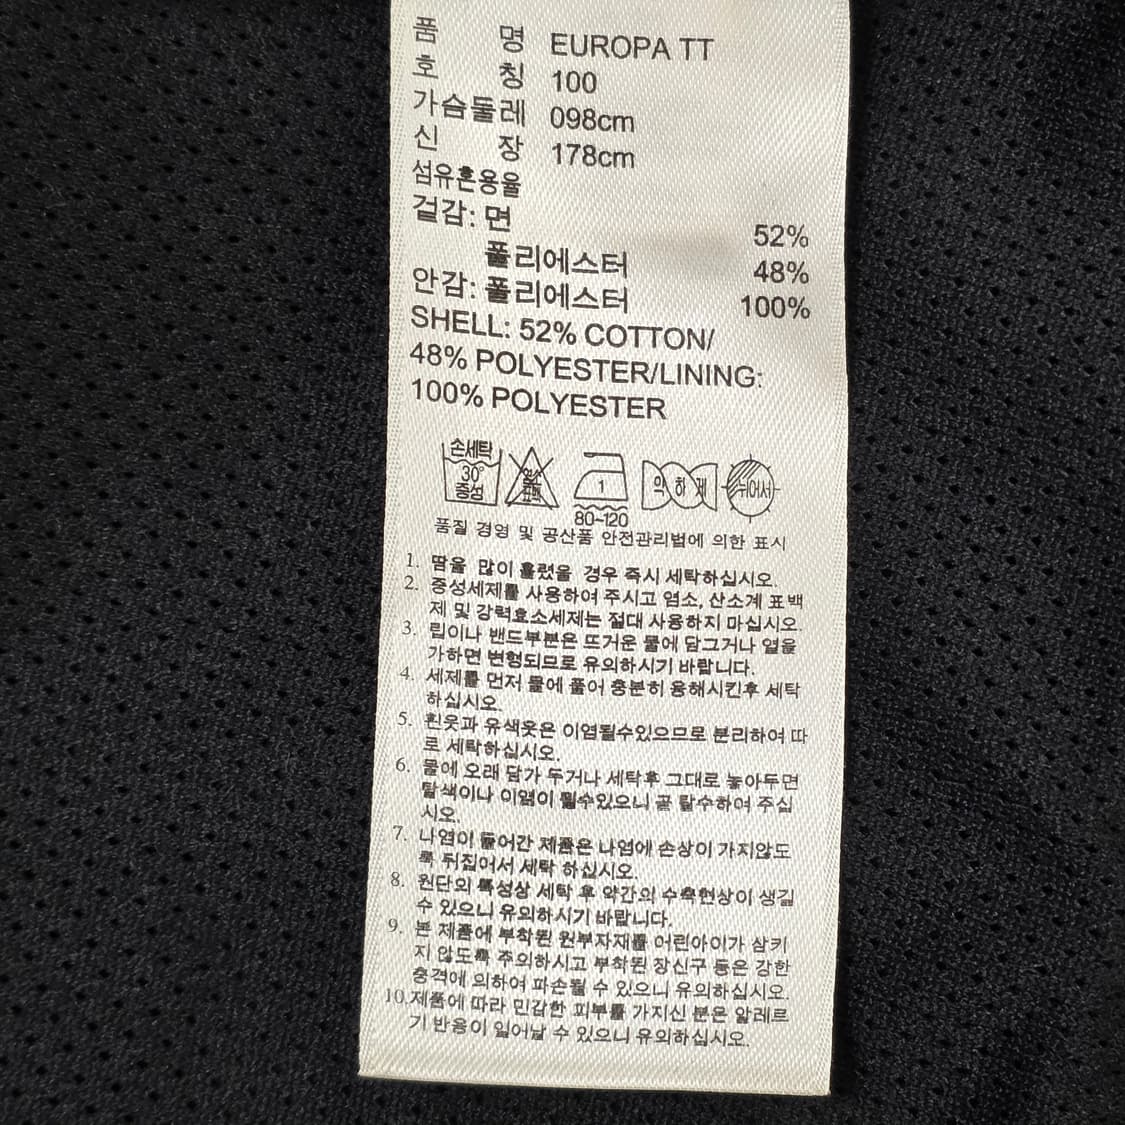 품 명 EUROPA TT
호 칭 100
가슴둘레 098cm
신 장 178cm
섬유혼용율
겉감: 면 52%
폴리에스터 48%
안감: 폴리에스터 100%
SHELL: 52% COTTON/
48% POLYESTER/LINING:
100% POLYESTER
손세탁
30°
중성
염소
표백
1
80~120
약하게
뉘어서
품질 경영 및 공산품 안전관리법에 의한 표시
1. 땀을 많이 흘렸을 경우 즉시 세탁하십시오.
2. 중성세제를 사용하여 주시고 염소, 산소계 표백
제 및 강력효소세제는 절대 사용하지 마십시오.
3. 립이나 밴드부분은 뜨거운 물에 담그거나 열을
가하면 변형되므로 유의하시기 바랍니다.
4. 세제를 먼저 물에 풀어 충분히 용해시킨후 세탁
하십시오.
5. 흰옷과 유색옷은 이염될수있으므로 분리하여 따
로 세탁하십시오.
6. 물에 오래 담가 두거나 세탁후 그대로 놓아두면
탈색이나 이염이 될수있으니 곧 탈수하여 주십
시오.
7. 나염이 들어간 제품은 나염에 손상이 가지않도
록 뒤집어서 세탁 하십시오.
8. 원단의 특성상 세탁 후 약간의 수축현상이 생길
수 있으니 유의하시기 바랍니다.
9. 본 제품에 부착된 원부자재를 어린아이가 삼키
지 않도록 주의하시고 부착된 장신구 등은 강한
충격에 의하여 파손될 수 있으니 유의하십시오.
10.제품에 따라 민감한 피부를 가지신 분은 알레르
기 반응이 일어날 수 있으니 유의하십시오.